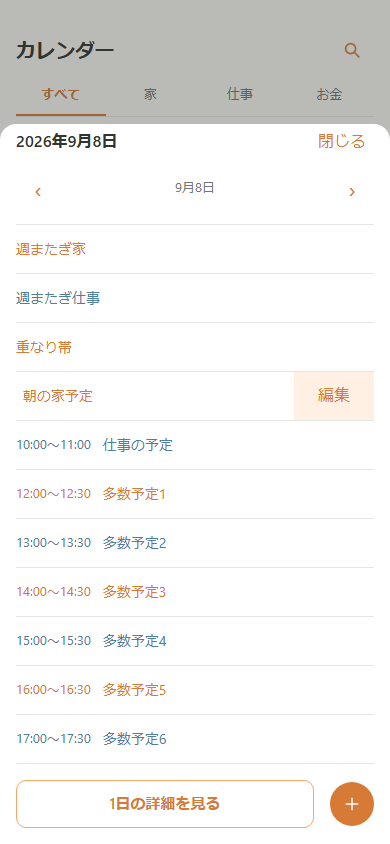 カレンダー
すべて 家 仕事 お金
2026年9月8日 閉じる
‹ 9月8日 ›
週またぎ家
週またぎ仕事
重なり帯
朝の家予定 編集
10:00〜11:00 仕事の予定
12:00〜12:30 多数予定1
13:00〜13:30 多数予定2
14:00〜14:30 多数予定3
15:00〜15:30 多数予定4
16:00〜16:30 多数予定5
17:00〜17:30 多数予定6
1日の詳細を見る +